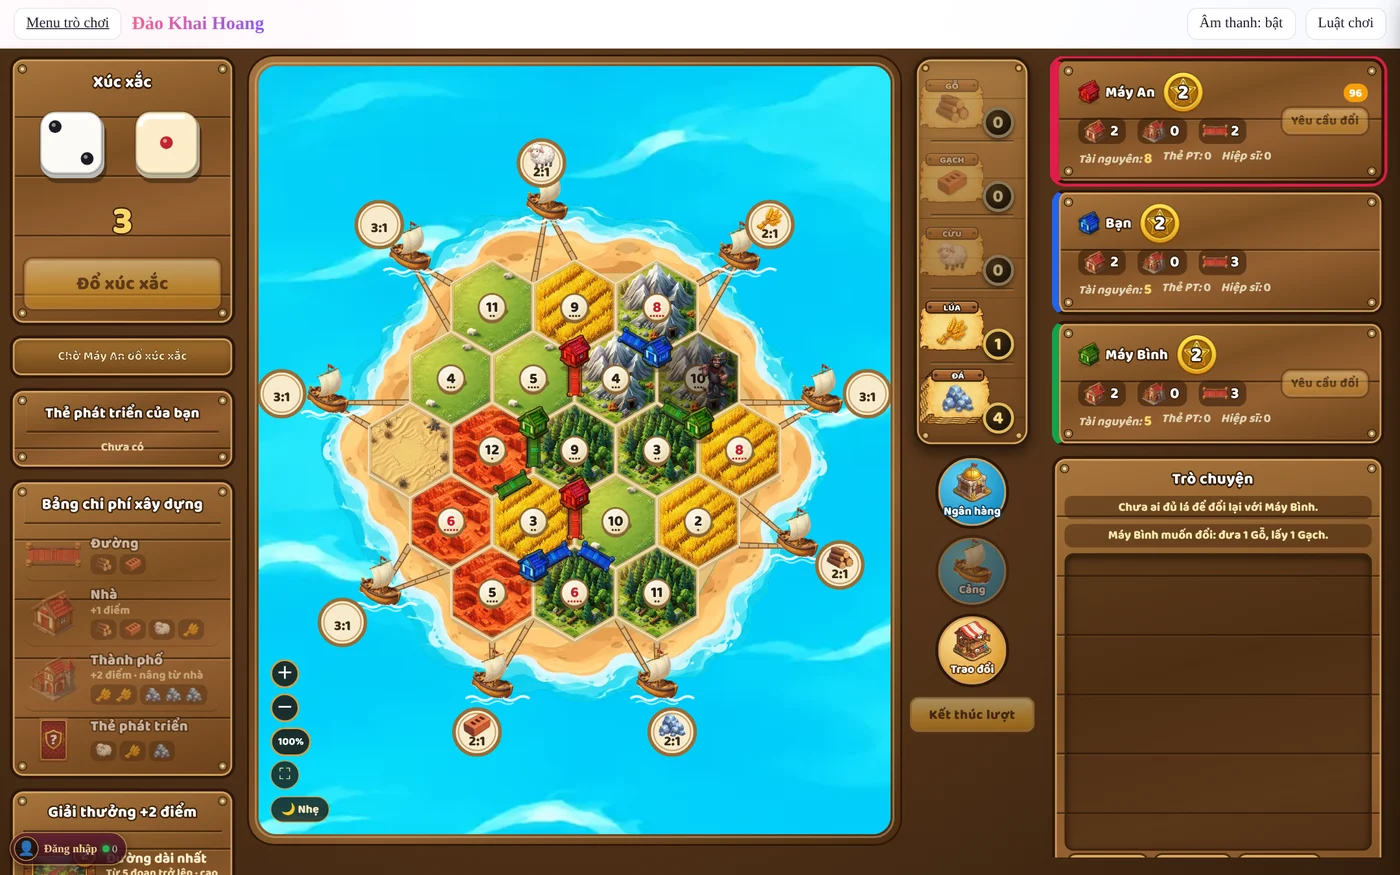 Menu trò chơi
Đảo Khai Hoang
Âm thanh: bật
Luật chơi
Xúc xắc
3
Đổ xúc xắc
Chờ Máy An đổ xúc xắc
Thẻ phát triển của bạn
Chưa có
Bảng chi phí xây dựng
Đường
Nhà
+1 điểm
Thành phố
+2 điểm · nâng từ nhà
Thẻ phát triển
?
Giải thưởng +2 điểm
Đăng nhập 0
Đường dài nhất
Từ 5 đoạn trở lên · cao
2:1
3:1
2:1
11
9
8
4
5
4
10
3:1
3:1
12
9
3
8
6
3
10
2
2:1
5
6
11
3:1
2:1
2:1
+
−
100%
🌙 Nhẹ
GỖ
0
GẠCH
0
CỪU
0
LÚA
1
ĐÁ
4
Ngân hàng
Cảng
Trao đổi
Kết thúc lượt
Máy An 2
96
2 0 2
Yêu cầu đổi
Tài nguyên: 8 Thẻ PT: 0 Hiệp sĩ: 0
Bạn 2
2 0 3
Tài nguyên: 5 Thẻ PT: 0 Hiệp sĩ: 0
Máy Bình 2
2 0 3
Yêu cầu đổi
Tài nguyên: 5 Thẻ PT: 0 Hiệp sĩ: 0
Trò chuyện
Chưa ai đủ lá để đổi lại với Máy Bình.
Máy Bình muốn đổi: đưa 1 Gỗ, lấy 1 Gạch.